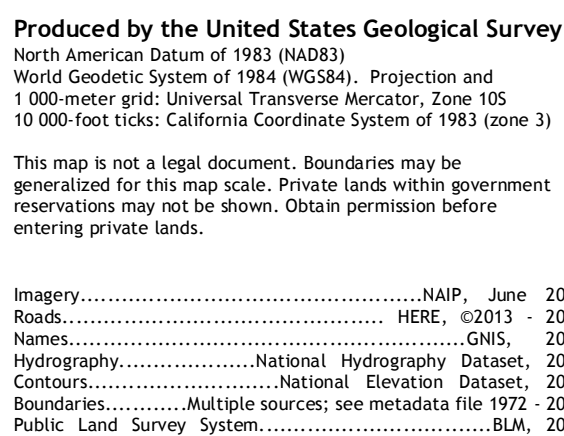 Produced by the United States Geological Survey
North American Datum of 1983 (NAD83)
World Geodetic System of 1984 (WGS84). Projection and
1 000-meter grid: Universal Transverse Mercator, Zone 10S
10 000-foot ticks: California Coordinate System of 1983 (zone 3)
This map is not a legal document. Boundaries may be
generalized for this map scale. Private lands within government
reservations may not be shown. Obtain permission before
entering private lands.
Imagery..................................................NAIP, June 20
Roads............................................... HERE, ©2013 - 20
Names..........................................................GNIS, 20
Hydrography....................National Hydrography Dataset, 20
Contours............................National Elevation Dataset, 20
Boundaries............Multiple sources; see metadata file 1972 - 20
Public Land Survey System..................................BLM, 20